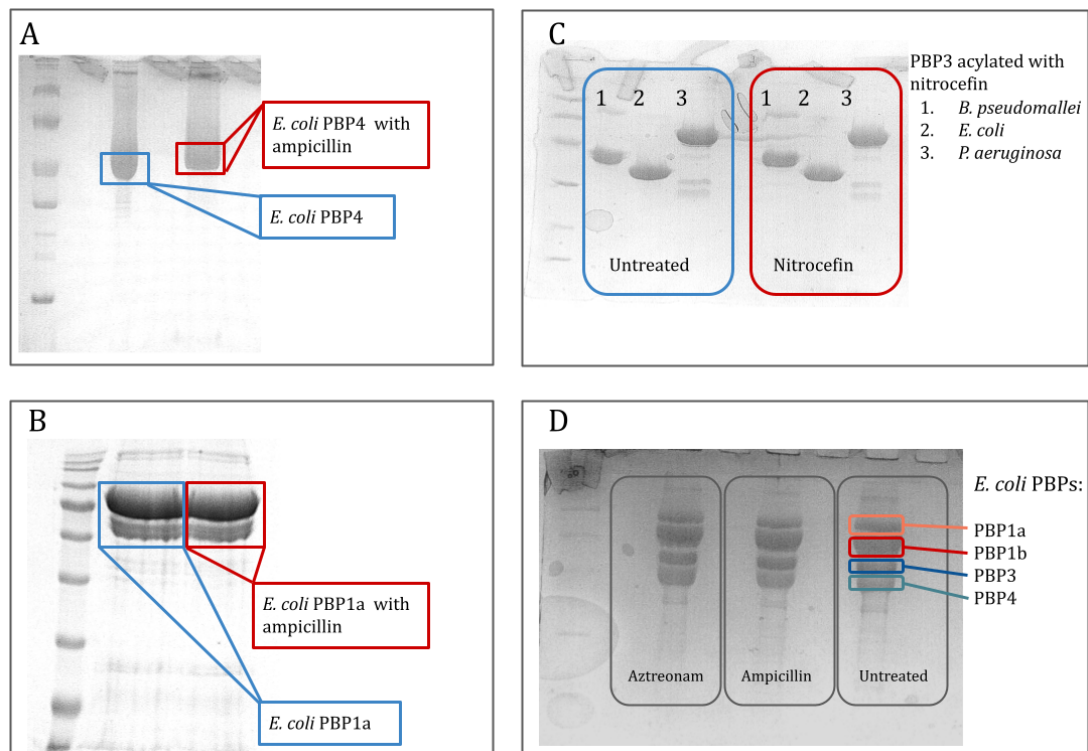 A
E. coli PBP4 with
ampicillin
E. coli PBP4
B
E. coli PBP1a with
ampicillin
E. coli PBP1a
C
1 2 3
1 2 3
Untreated
Nitrocefin
PBP3 acylated with
nitrocefin
1. B. pseudomallei
2. E. coli
3. P. aeruginosa
D
E. coli PBPs:
PBP1a
PBP1b
PBP3
PBP4
Aztreonam
Ampicillin
Untreated